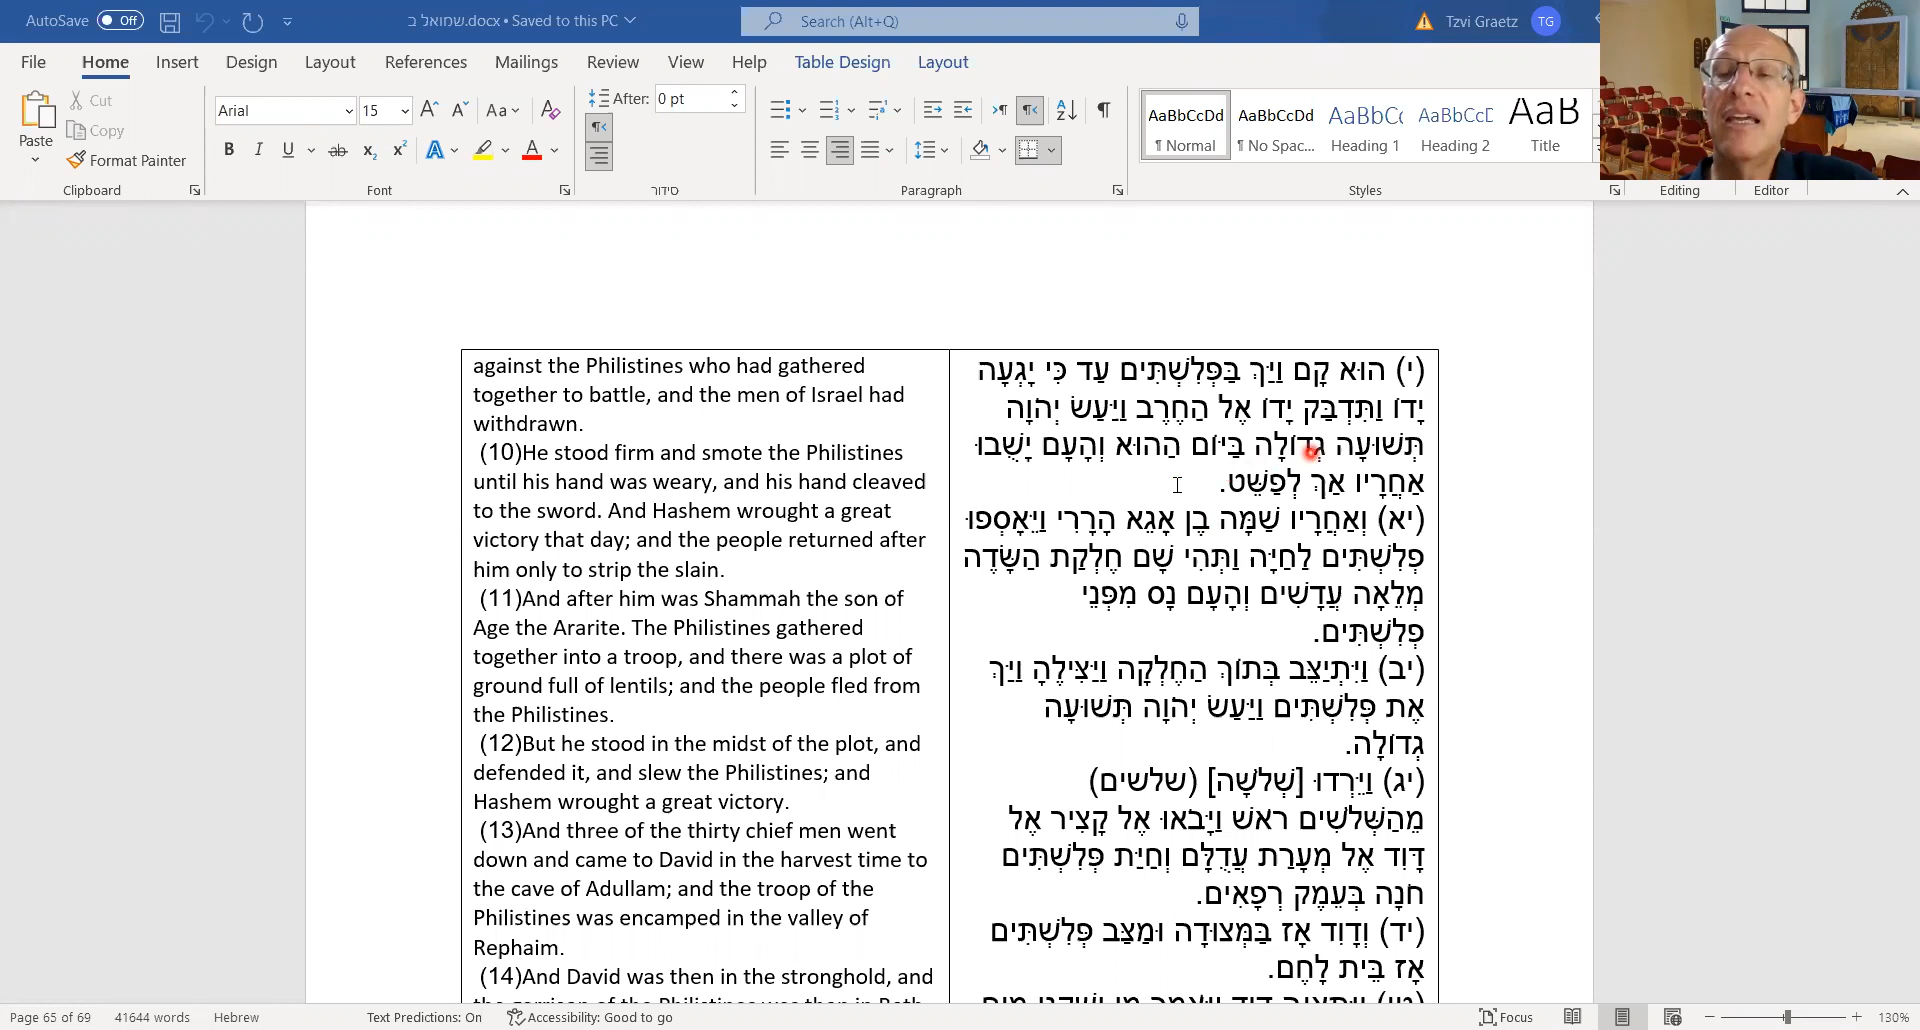 AutoSave Off שמואל ב.docx • Saved to this PC Search (Alt+Q) Tzvi Graetz TG
File Home Insert Design Layout References Mailings Review View Help Table Design Layout
Paste Cut Copy Format Painter
Arial 15 After: 0 pt
AaBbCcDd AaBbCcDd AaBbCc AaBbCcD AaB
¶ Normal ¶ No Spac... Heading 1 Heading 2 Title
Clipboard Font סידור Paragraph Styles Editing Editor
against the Philistines who had gathered
together to battle, and the men of Israel had
withdrawn.
(10)He stood firm and smote the Philistines
until his hand was weary, and his hand cleaved
to the sword. And Hashem wrought a great
victory that day; and the people returned after
him only to strip the slain.
(11)And after him was Shammah the son of
Age the Ararite. The Philistines gathered
together into a troop, and there was a plot of
ground full of lentils; and the people fled from
the Philistines.
(12)But he stood in the midst of the plot, and
defended it, and slew the Philistines; and
Hashem wrought a great victory.
(13)And three of the thirty chief men went
down and came to David in the harvest time to
the cave of Adullam; and the troop of the
Philistines was encamped in the valley of
Rephaim.
(14)And David was then in the stronghold, and
the garrison of the Philistines was then in Beth
(י) הוּא קָם וַיַּךְ בַּפְּלִשְׁתִּים עַד כִּי יָגְעָה
יָדוֹ וַתִּדְבַּק יָדוֹ אֶל הַחֶרֶב וַיַּעַשׂ יְהֹוָה
תְּשׁוּעָה גְדוֹלָה בַּיּוֹם הַהוּא וְהָעָם יָשֻׁבוּ
אַחֲרָיו אַךְ לְפַשֵּׁט.
(יא) וְאַחֲרָיו שַׁמָּה בֶן אָגֵא הָרָרִי וַיֵּאָסְפוּ
פְלִשְׁתִּים לַחַיָּה וַתְּהִי שָׁם חֶלְקַת הַשָּׂדֶה
מְלֵאָה עֲדָשִׁים וְהָעָם נָס מִפְּנֵי
פְלִשְׁתִּים.
(יב) וַיִּתְיַצֵּב בְּתוֹךְ הַחֶלְקָה וַיַּצִּילֶהָ וַיַּךְ
אֶת פְּלִשְׁתִּים וַיַּעַשׂ יְהֹוָה תְּשׁוּעָה
גְדוֹלָה.
(יג) וַיֵּרְדוּ [שְׁלֹשָׁה] (שלשים)
מֵהַשְּׁלֹשִׁים רֹאשׁ וַיָּבֹאוּ אֶל קָצִיר אֶל
דָּוִד אֶל מְעָרַת עֲדֻלָּם וְחַיַּת פְּלִשְׁתִּים
חֹנָה בְּעֵמֶק רְפָאִים.
(יד) וְדָוִד אָז בַּמְּצוּדָה וּמַצַּב פְּלִשְׁתִּים
אָז בֵּית לָחֶם.
Page 65 of 69 41644 words Hebrew Text Predictions: On Accessibility: Good to go Focus 130%